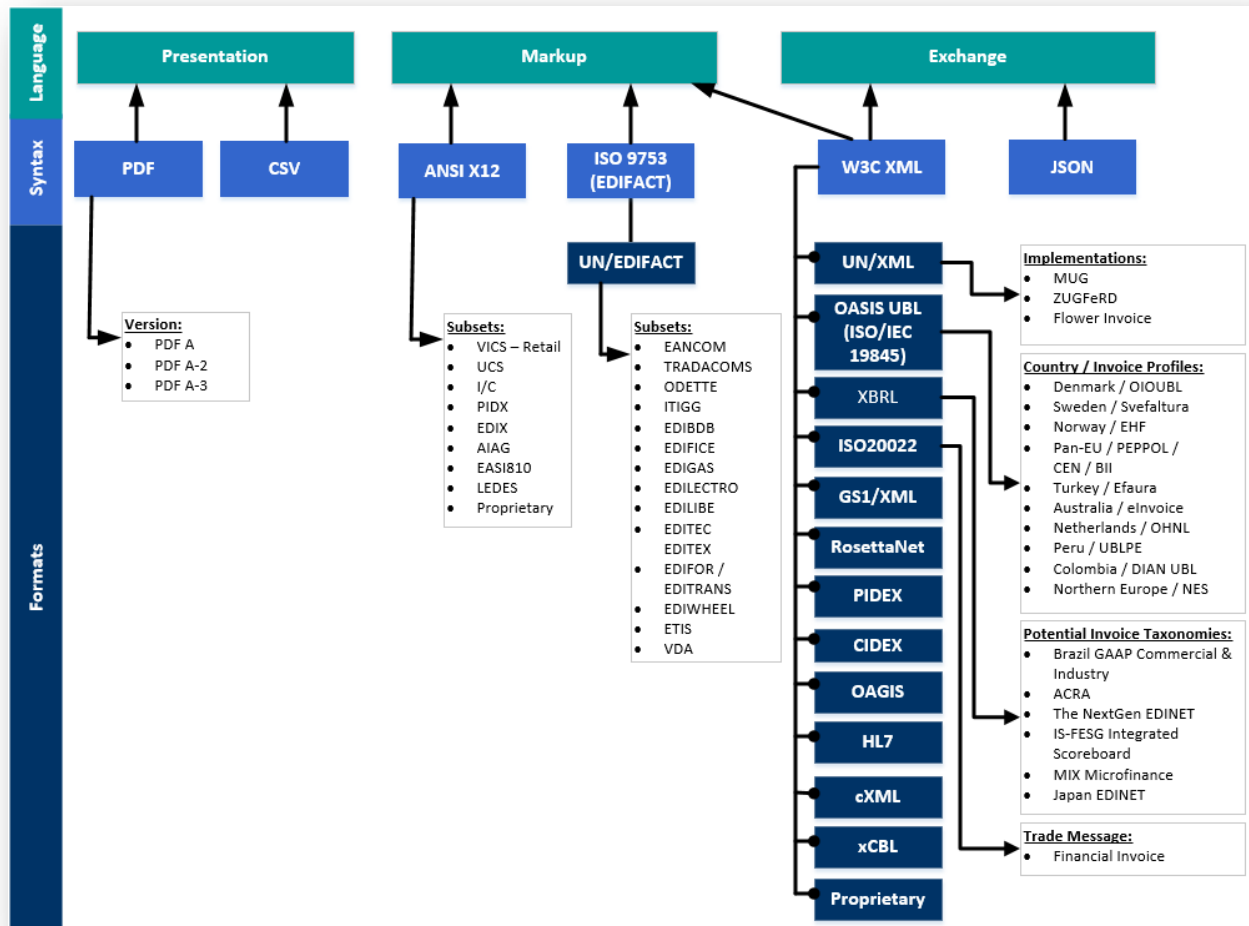 Language
Presentation
Markup
Exchange
Syntax
PDF
CSV
ANSI X12
ISO 9753
(EDIFACT)
W3C XML
JSON
Formats
UN/EDIFACT
Version:
• PDF A
• PDF A-2
• PDF A-3
Subsets:
• VICS – Retail
• UCS
• I/C
• PIDX
• EDIX
• AIAG
• EASI810
• LEDES
• Proprietary
Subsets:
• EANCOM
• TRADACOMS
• ODETTE
• ITIGG
• EDIBDB
• EDIFICE
• EDIGAS
• EDILECTRO
• EDILIBE
• EDITEC
EDITEX
• EDIFOR /
EDITRANS
• EDIWHEEL
• ETIS
• VDA
UN/XML
OASIS UBL
(ISO/IEC
19845)
XBRL
ISO20022
GS1/XML
RosettaNet
PIDEX
CIDEX
OAGIS
HL7
cXML
xCBL
Proprietary
Implementations:
• MUG
• ZUGFeRD
• Flower Invoice
Country / Invoice Profiles:
• Denmark / OIOUBL
• Sweden / Svefaltura
• Norway / EHF
• Pan-EU / PEPPOL /
CEN / BII
• Turkey / Efaura
• Australia / eInvoice
• Netherlands / OHNL
• Peru / UBLPE
• Colombia / DIAN UBL
• Northern Europe / NES
Potential Invoice Taxonomies:
• Brazil GAAP Commercial &
Industry
• ACRA
• The NextGen EDINET
• IS-FESG Integrated
Scoreboard
• MIX Microfinance
• Japan EDINET
Trade Message:
• Financial Invoice